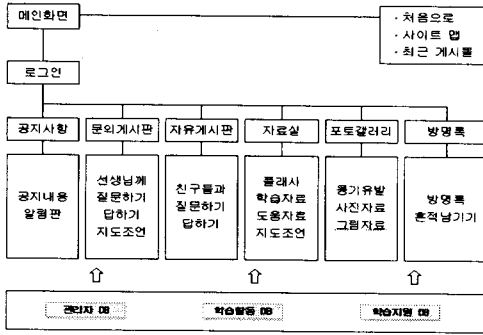 메인화면
· 처음으로
· 사이트 맵
· 최근 게시물
로그인
공지사항
문의게시판
자유게시판
자료실
포토갤러리
방명록
공지내용
알림판
선생님께
질문하기
답하기
지도조언
친구들과
질문하기
답하기
플래시
학습자료
도움자료
지도조언
동기유발
사진자료
그림자료
방명록
흔적남기기
관리자 DB
학습활동 DB
학습지원 DB